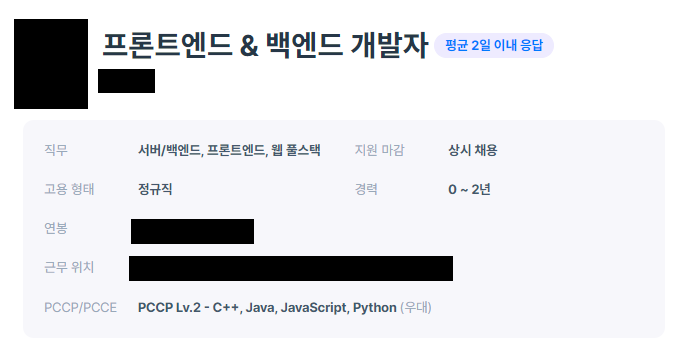 프론트엔드 & 백엔드 개발자 평균 2일 이내 응답
직무 서버/백엔드, 프론트엔드, 웹 풀스택 지원 마감 상시 채용
고용 형태 정규직 경력 0 ~ 2년
연봉
근무 위치
PCCP/PCCE PCCP Lv.2 - C++, Java, JavaScript, Python (우대)